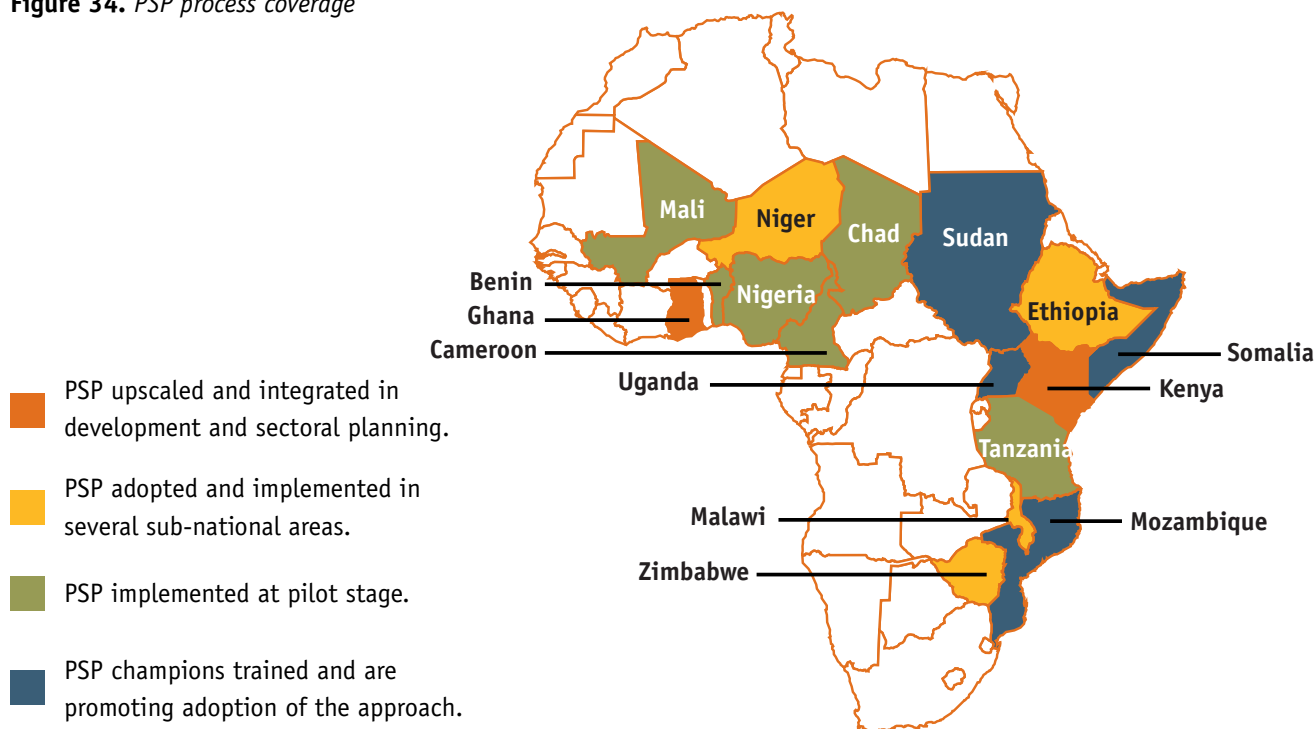 Figure 34. PSP process coverage
Mali
Niger
Chad
Sudan
Benin
Nigeria
Ghana
Ethiopia
Cameroon
Somalia
Uganda
Kenya
PSP upscaled and integrated in
development and sectoral planning.
Tanzania
PSP adopted and implemented in
several sub-national areas.
Malawi
Mozambique
Zimbabwe
PSP implemented at pilot stage.
PSP champions trained and are
promoting adoption of the approach.